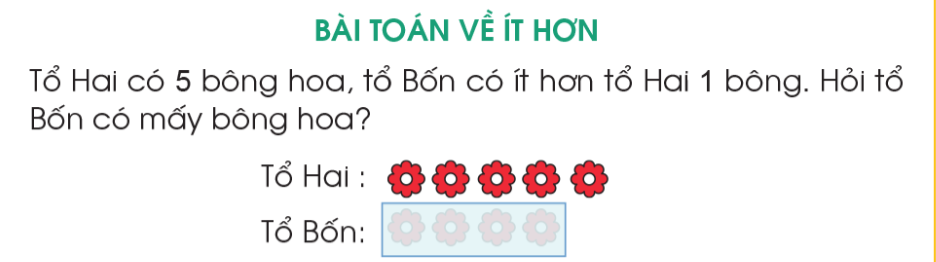 BÀI TOÁN VỀ ÍT HƠN
Tổ Hai có 5 bông hoa, tổ Bốn có ít hơn tổ Hai 1 bông. Hỏi tổ
Bốn có mấy bông hoa?
Tổ Hai :
Tổ Bốn: